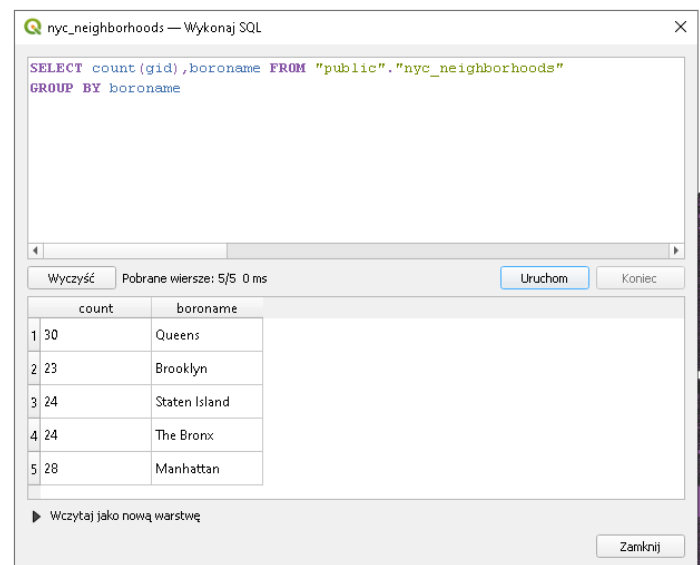 nyc_neighborhoods — Wykonaj SQL
SELECT count(gid),boroname FROM "public"."nyc_neighborhoods"
GROUP BY boroname
Wyczyść Pobrane wiersze: 5/5 0 ms Uruchom Koniec
count boroname
1 30 Queens
2 23 Brooklyn
3 24 Staten Island
4 24 The Bronx
5 28 Manhattan
Wczytaj jako nową warstwę
Zamknij